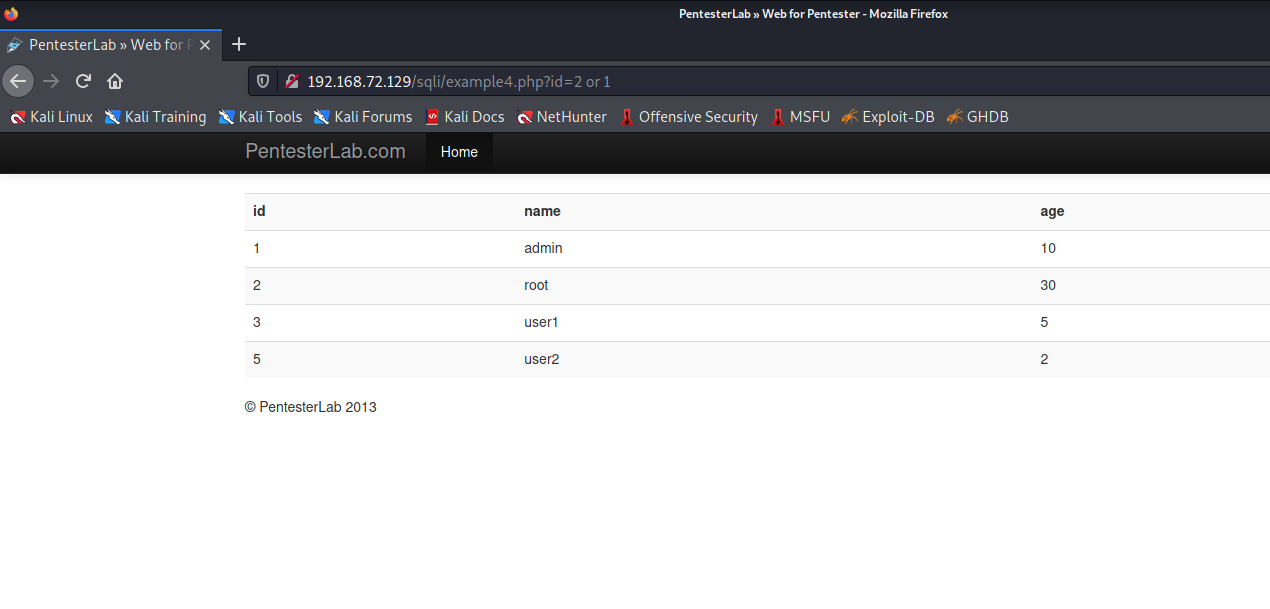 PentesterLab » Web for Pentester - Mozilla Firefox
PentesterLab » Web for P
192.168.72.129/sqli/example4.php?id=2 or 1
Kali Linux Kali Training Kali Tools Kali Forums Kali Docs NetHunter Offensive Security MSFU Exploit-DB GHDB
PentesterLab.com Home
id name age
1 admin 10
2 root 30
3 user1 5
5 user2 2
© PentesterLab 2013